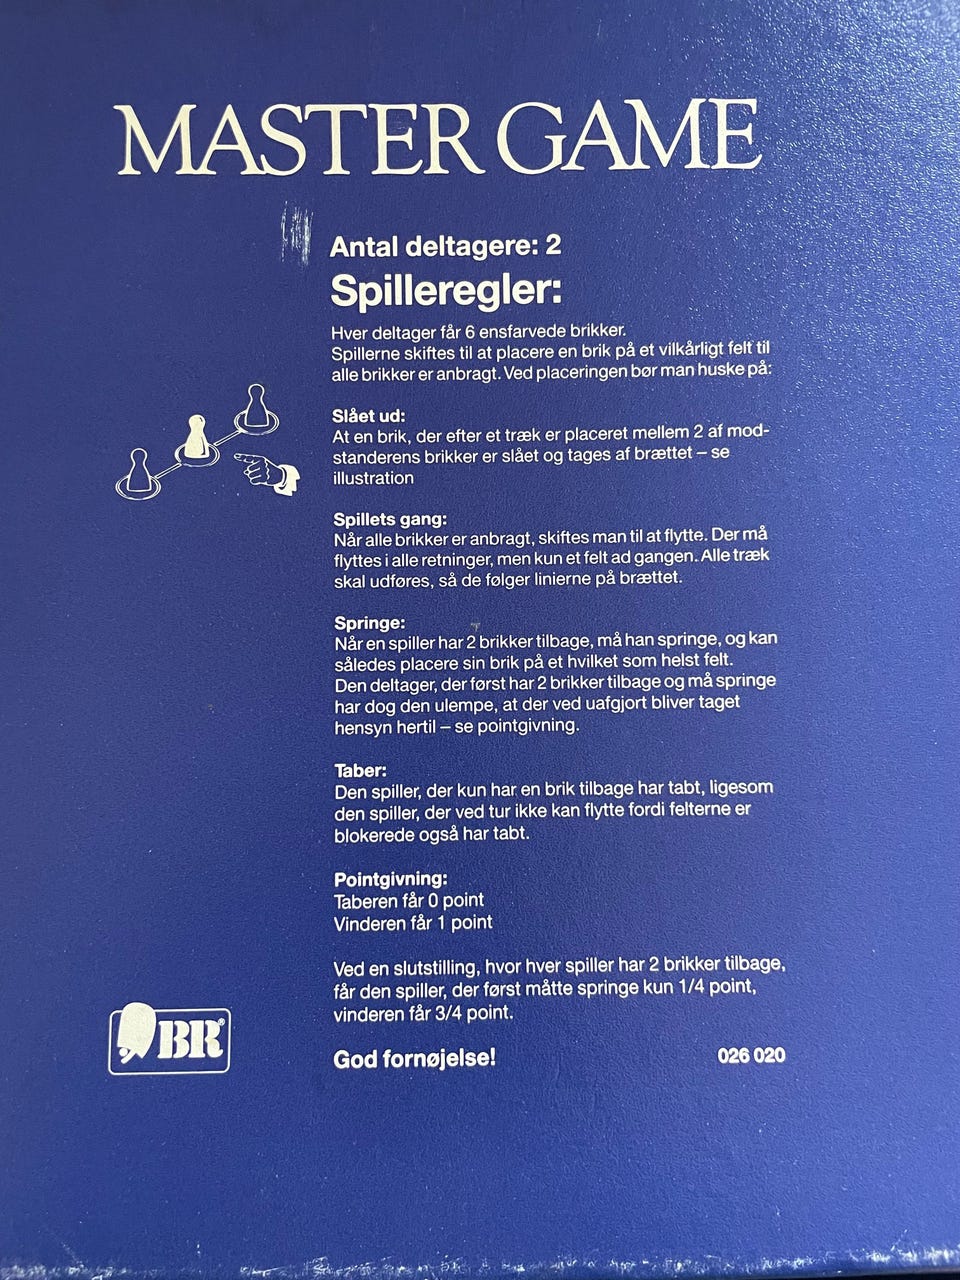 MASTER GAME
Antal deltagere: 2
Spilleregler:
Hver deltager får 6 ensfarvede brikker.
Spillerne skiftes til at placere en brik på et vilkårligt felt til
alle brikker er anbragt. Ved placeringen bør man huske på:
Slået ud:
At en brik, der efter et træk er placeret mellem 2 af mod-
standerens brikker er slået og tages af brættet – se
illustration
Spillets gang:
Når alle brikker er anbragt, skiftes man til at flytte. Der må
flyttes i alle retninger, men kun et felt ad gangen. Alle træk
skal udføres, så de følger linierne på brættet.
Springe:
Når en spiller har 2 brikker tilbage, må han springe, og kan
således placere sin brik på et hvilket som helst felt.
Den deltager, der først har 2 brikker tilbage og må springe
har dog den ulempe, at der ved uafgjort bliver taget
hensyn hertil – se pointgivning.
Taber:
Den spiller, der kun har en brik tilbage har tabt, ligesom
den spiller, der ved tur ikke kan flytte fordi felterne er
blokerede også har tabt.
Pointgivning:
Taberen får 0 point
Vinderen får 1 point
Ved en slutstilling, hvor hver spiller har 2 brikker tilbage,
får den spiller, der først måtte springe kun 1/4 point,
vinderen får 3/4 point.
BR®
God fornøjelse! 026 020